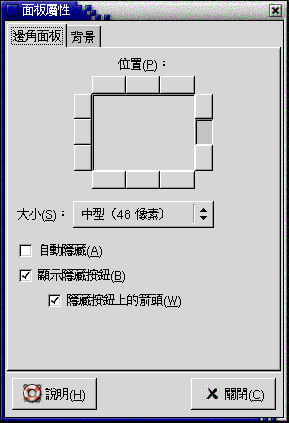 面板屬性
邊角面板 背景
位置(P)：
大小(S)： 中型（48 像素）
自動隱藏(A)
顯示隱藏按鈕(B)
隱藏按鈕上的箭頭(W)
說明(H) 關閉(C)